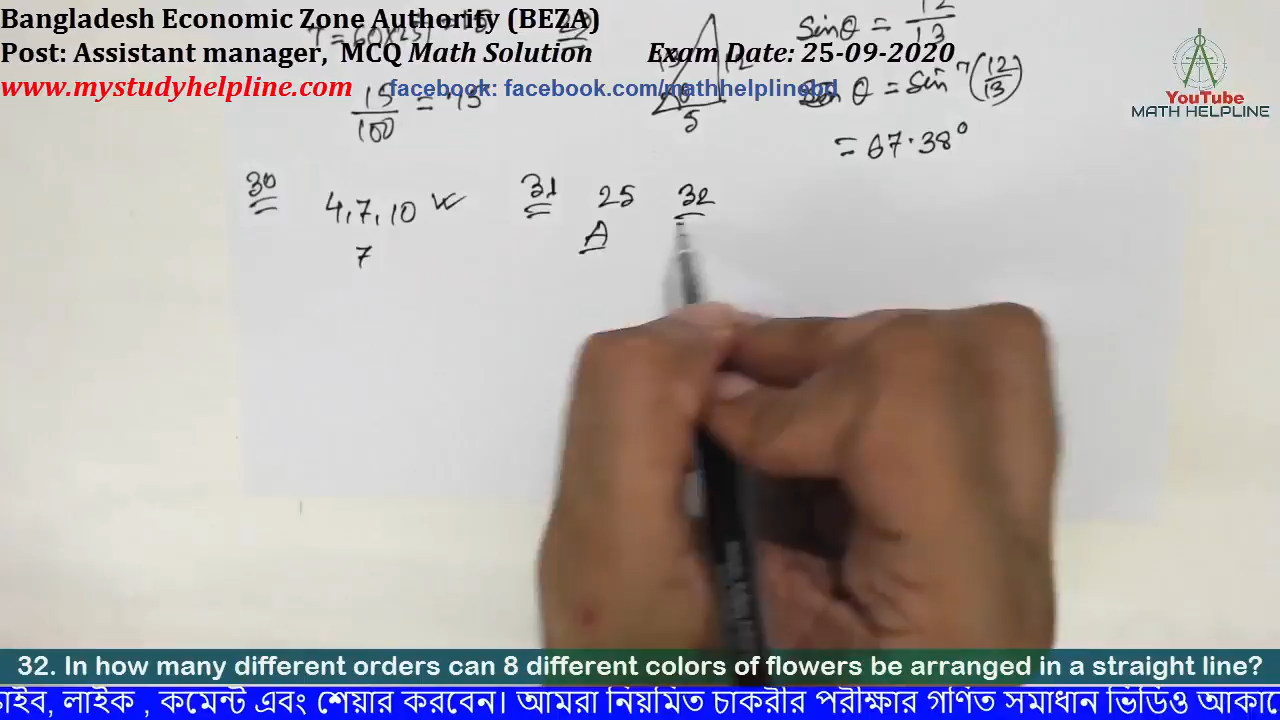 Bangladesh Economic Zone Authority (BEZA)
Post: Assistant manager, MCQ Math Solution Exam Date: 25-09-2020
www.mystudyhelpline.com facebook: facebook.com/mathhelplinebd
YouTube
MATH HELPLINE
sinθ = 12/13
θ = sin⁻¹(12/13)
= 67.38°
15/100 = .15
5
30 4, 7, 10
7
31 25
A
32
32. In how many different orders can 8 different colors of flowers be arranged in a straight line?
লাইক , কমেন্ট এবং শেয়ার করবেন। আমরা নিয়মিত চাকরীর পরীক্ষার গণিত সমাধান ভিডিও